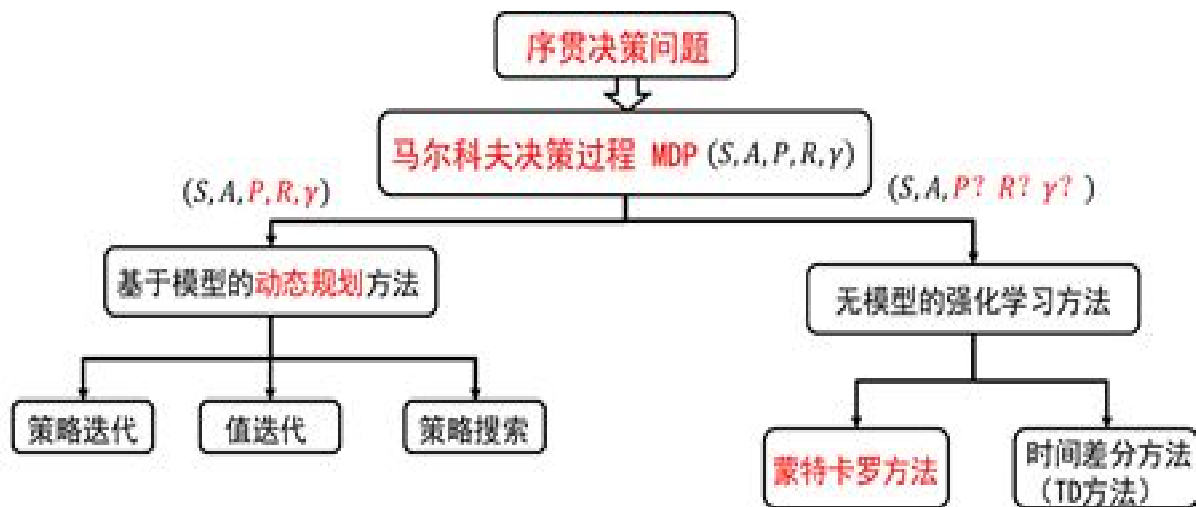 序贯决策问题
马尔科夫决策过程 MDP (S,A,P,R,γ)
(S,A,P,R,γ)
(S,A,P? R? γ? )
基于模型的动态规划方法
无模型的强化学习方法
策略迭代
值迭代
策略搜索
蒙特卡罗方法
时间差分方法
（TD方法）